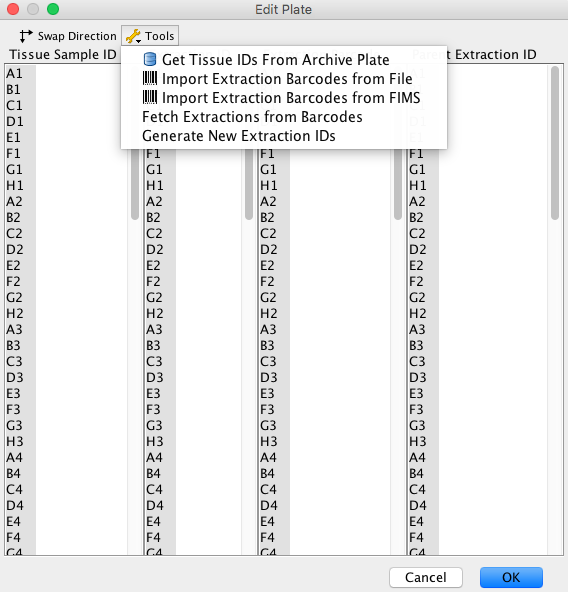 Edit Plate
Swap Direction Tools
Tissue Sample ID Extraction ID
Get Tissue IDs From Archive Plate
Import Extraction Barcodes from File
Import Extraction Barcodes from FIMS
Fetch Extractions from Barcodes
Generate New Extraction IDs
A1
B1
C1
D1
E1
F1 F1 F1 F1
G1 G1 G1 G1
H1 H1 H1 H1
A2 A2 A2 A2
B2 B2 B2 B2
C2 C2 C2 C2
D2 D2 D2 D2
E2 E2 E2 E2
F2 F2 F2 F2
G2 G2 G2 G2
H2 H2 H2 H2
A3 A3 A3 A3
B3 B3 B3 B3
C3 C3 C3 C3
D3 D3 D3 D3
E3 E3 E3 E3
F3 F3 F3 F3
G3 G3 G3 G3
H3 H3 H3 H3
A4 A4 A4 A4
B4 B4 B4 B4
C4 C4 C4 C4
D4 D4 D4 D4
E4 E4 E4 E4
F4 F4 F4 F4
G4 G4 G4 G4
Cancel OK